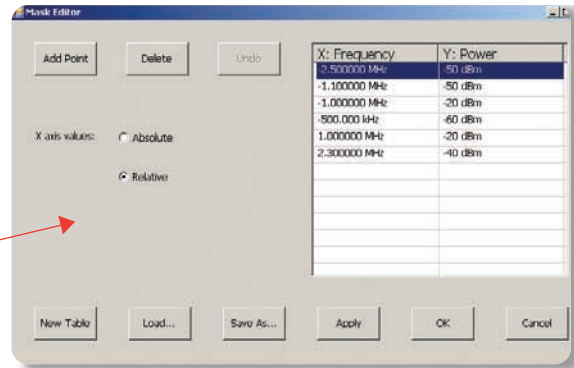 Mask Editor
Add Point Delete Undo
X: Frequency Y: Power
-2.500000 MHz -50 dBm
-1.100000 MHz -50 dBm
-1.000000 MHz -20 dBm
-500.000 kHz -60 dBm
1.000000 MHz -20 dBm
2.300000 MHz -40 dBm
X axis values: Absolute
Relative
New Table Load... Save As... Apply OK Cancel